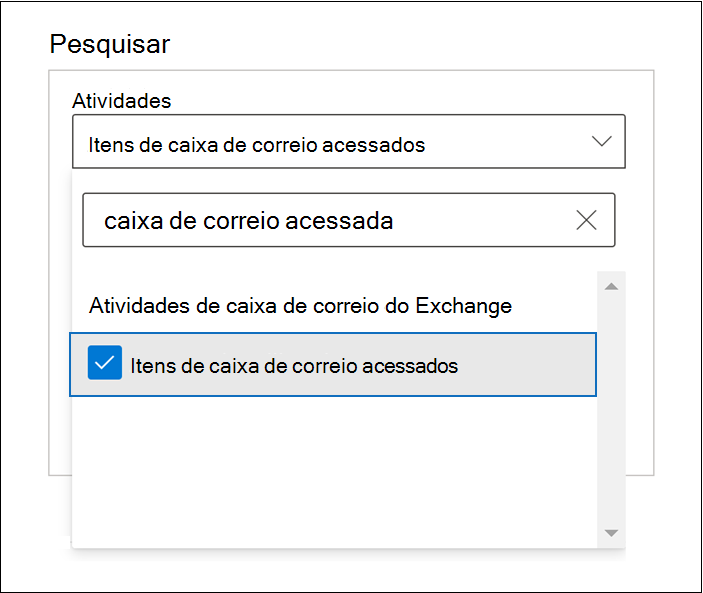 Pesquisar
Atividades
Itens de caixa de correio acessados
caixa de correio acessada
Atividades de caixa de correio do Exchange
Itens de caixa de correio acessados